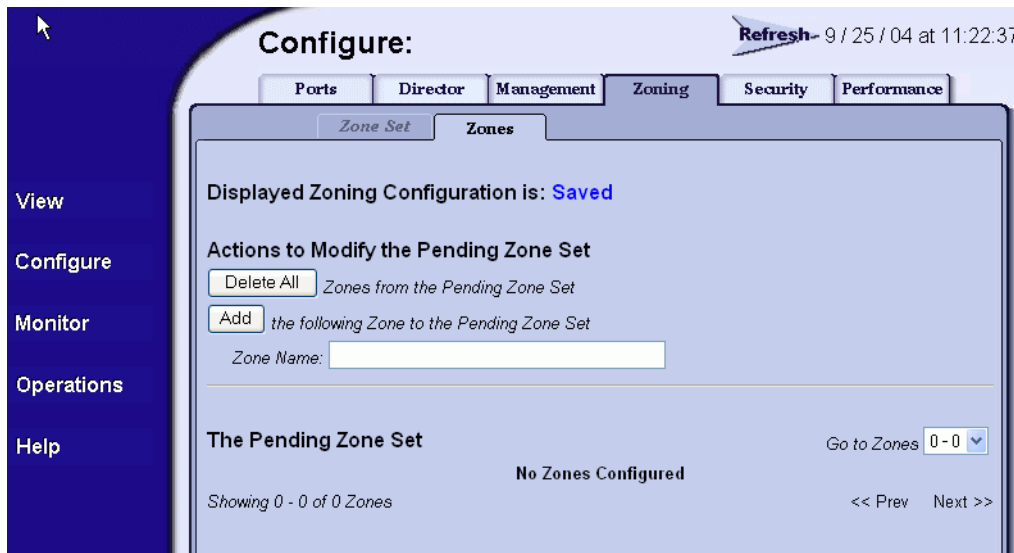 Configure:
Refresh 9 / 25 / 04 at 11:22:37
Ports Director Management Zoning Security Performance
Zone Set Zones
View
Configure
Monitor
Operations
Help
Displayed Zoning Configuration is: Saved
Actions to Modify the Pending Zone Set
Delete All Zones from the Pending Zone Set
Add the following Zone to the Pending Zone Set
Zone Name:
The Pending Zone Set
Go to Zones 0 - 0
No Zones Configured
Showing 0 - 0 of 0 Zones
<< Prev Next >>